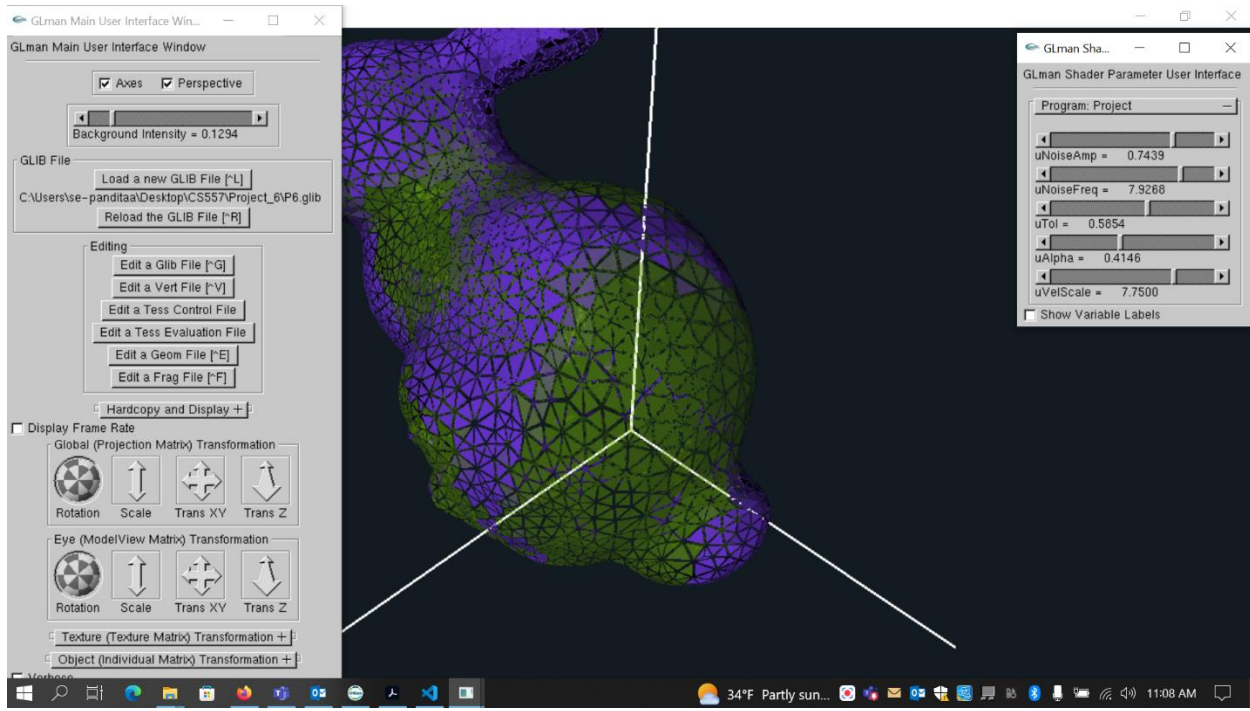 GLman Main User Interface Win...
GLman Main User Interface Window
Axes
Perspective
Background Intensity = 0.1294
GLIB File
Load a new GLIB File [^L]
C:\Users\se-panditaa\Desktop\CS557\Project_6\P6.glib
Reload the GLIB File [^R]
Editing
Edit a Glib File [^G]
Edit a Vert File [^V]
Edit a Tess Control File
Edit a Tess Evaluation File
Edit a Geom File [^E]
Edit a Frag File [^F]
Hardcopy and Display +
Display Frame Rate
Global (Projection Matrix) Transformation
Rotation Scale Trans XY Trans Z
Eye (ModelView Matrix) Transformation
Rotation Scale Trans XY Trans Z
Texture (Texture Matrix) Transformation +
Object (Individual Matrix) Transformation +
Verbose
GLman Sha...
GLman Shader Parameter User Interface
Program: Project
uNoiseAmp = 0.7439
uNoiseFreq = 7.9268
uTol = 0.5854
uAlpha = 0.4146
uVelScale = 7.7500
Show Variable Labels
34°F Partly sun... 11:08 AM